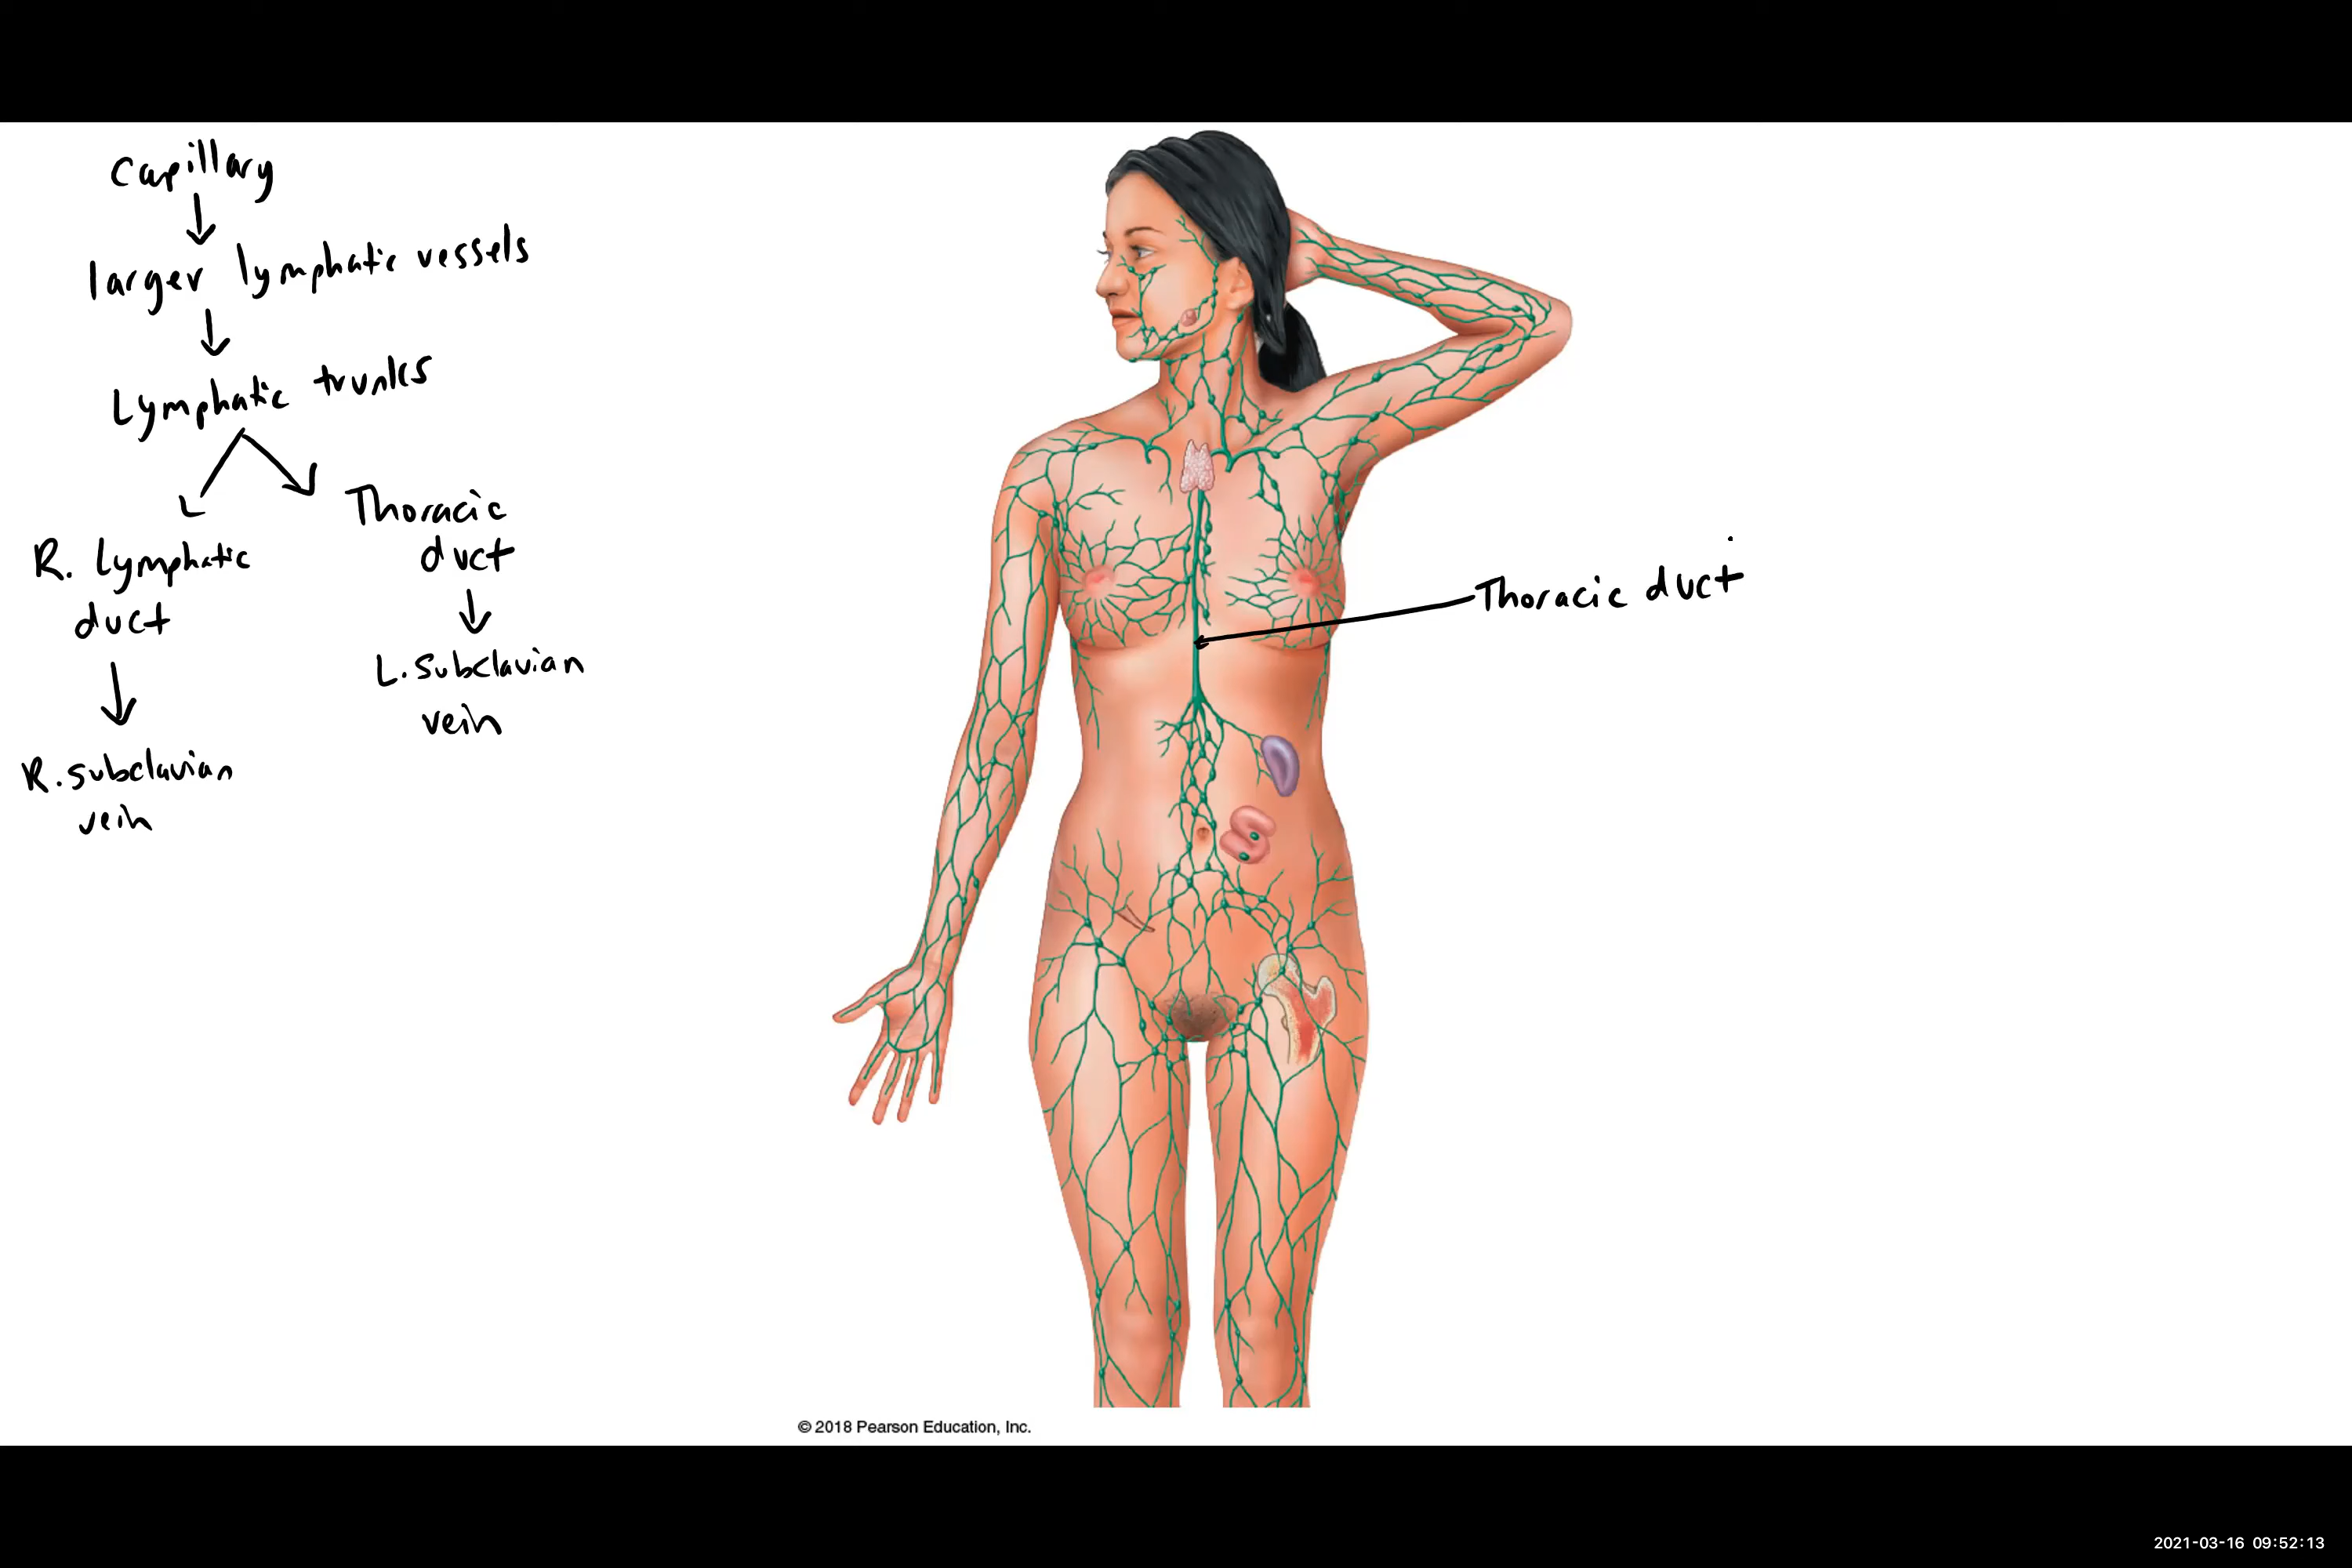 Capillary
larger lymphatic vessels
Lymphatic trunks
R. lymphatic
duct
R. subclavian
vein
Thoracic
duct
L. subclavian
vein
Thoracic duct
© 2018 Pearson Education, Inc.
2021-03-16 09:52:13